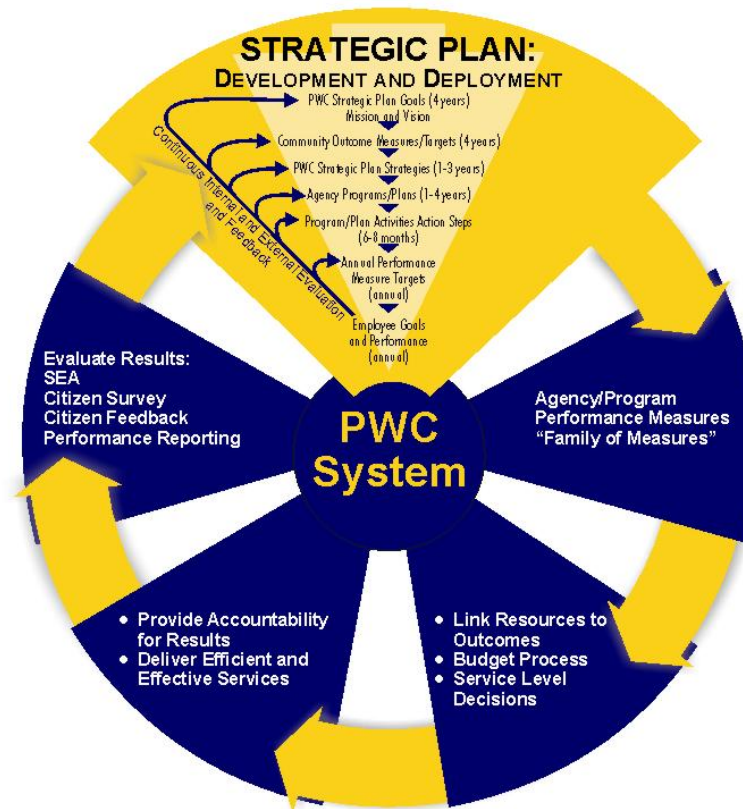 STRATEGIC PLAN:
DEVELOPMENT AND DEPLOYMENT
PWC Strategic Plan Goals (4 years)
Mission and Vision
Community Outcome Measures/Targets (4 years)
PWC Strategic Plan Strategies (1-3 years)
Agency Programs/Plans (1-4 years)
Program/Plan Activities Action Steps
(6-8 months)
Annual Performance
Measure Targets
(annual)
Employee Goals
and Performance
(annual)
Continuous Internal and External Evaluation
and Feedback
Agency/Program
Performance Measures
“Family of Measures”
• Link Resources to
Outcomes
• Budget Process
• Service Level
Decisions
• Provide Accountability
for Results
• Deliver Efficient and
Effective Services
Evaluate Results:
SEA
Citizen Survey
Citizen Feedback
Performance Reporting
PWC
System